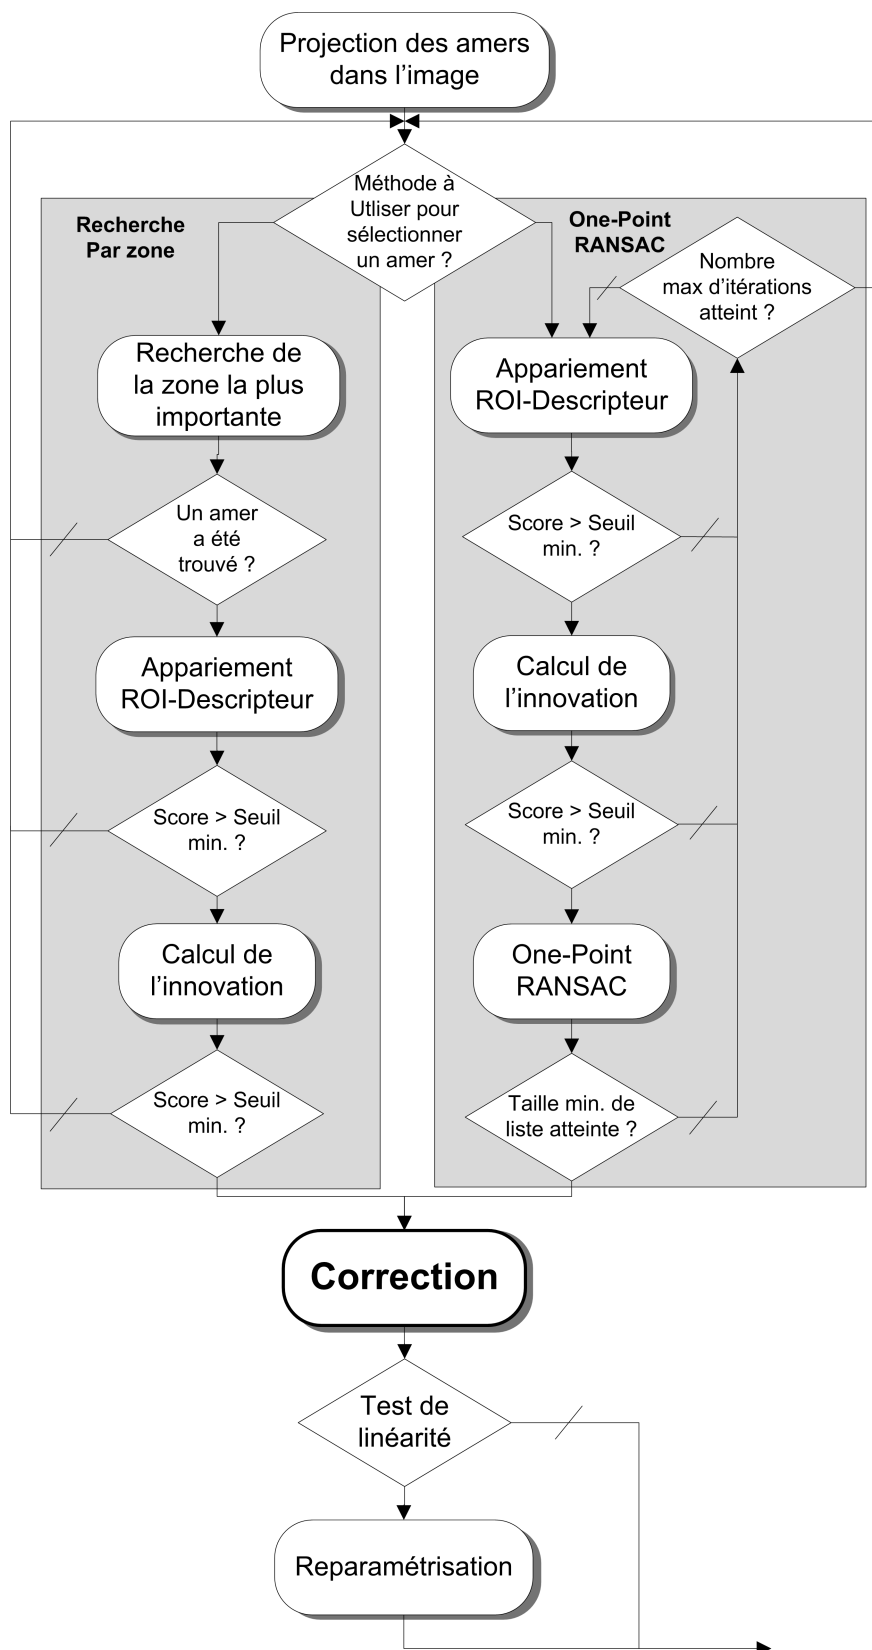 Projection des amers
dans l'image
Méthode à
Utliser pour
sélectionner
un amer ?
Recherche
Par zone
Recherche de
la zone la plus
importante
Un amer
a été
trouvé ?
Appariement
ROI-Descripteur
Score > Seuil
min. ?
Calcul de
l'innovation
Score > Seuil
min. ?
One-Point
RANSAC
Nombre
max d'itérations
atteint ?
Appariement
ROI-Descripteur
Score > Seuil
min. ?
Calcul de
l'innovation
Score > Seuil
min. ?
One-Point
RANSAC
Taille min. de
liste atteinte ?
Correction
Test de
linéarité
Reparamétrisation